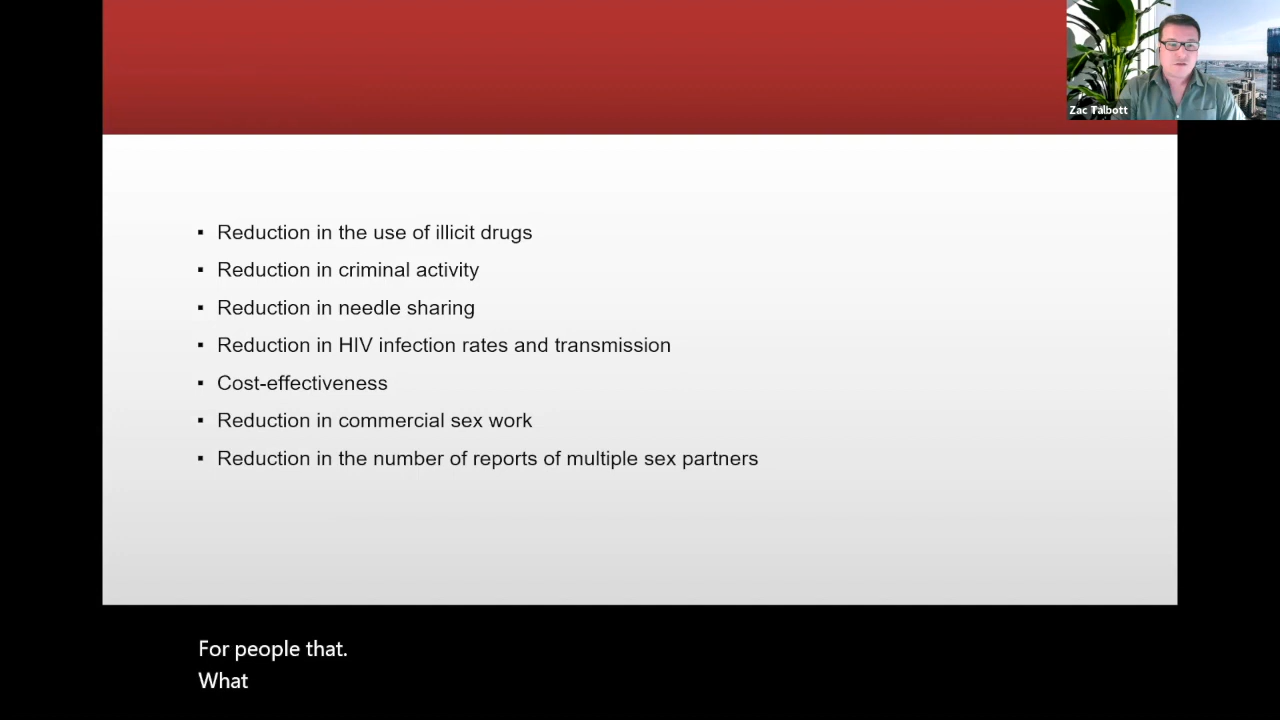 Zac Talbott
▪ Reduction in the use of illicit drugs
▪ Reduction in criminal activity
▪ Reduction in needle sharing
▪ Reduction in HIV infection rates and transmission
▪ Cost-effectiveness
▪ Reduction in commercial sex work
▪ Reduction in the number of reports of multiple sex partners
For people that.
What